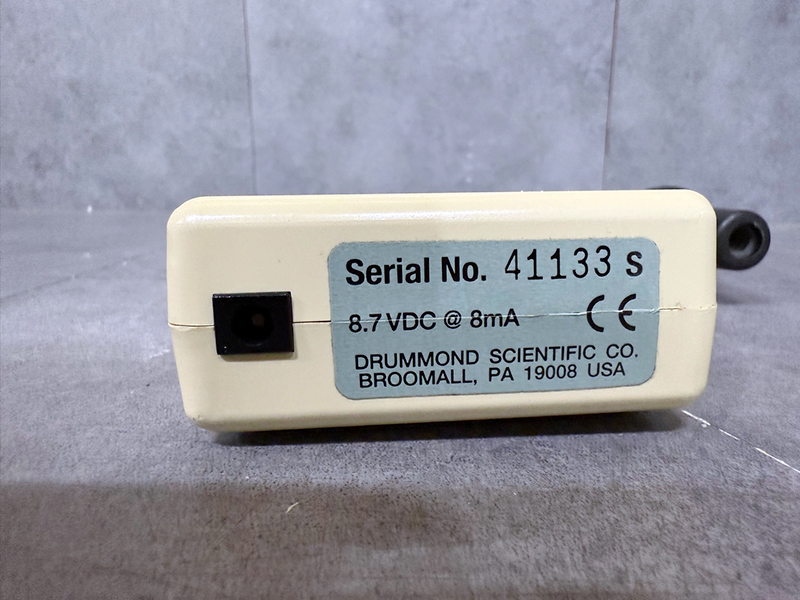 Serial No. 41133 S
8.7 VDC @ 8mA CE
DRUMMOND SCIENTIFIC CO.
BROOMALL, PA 19008 USA